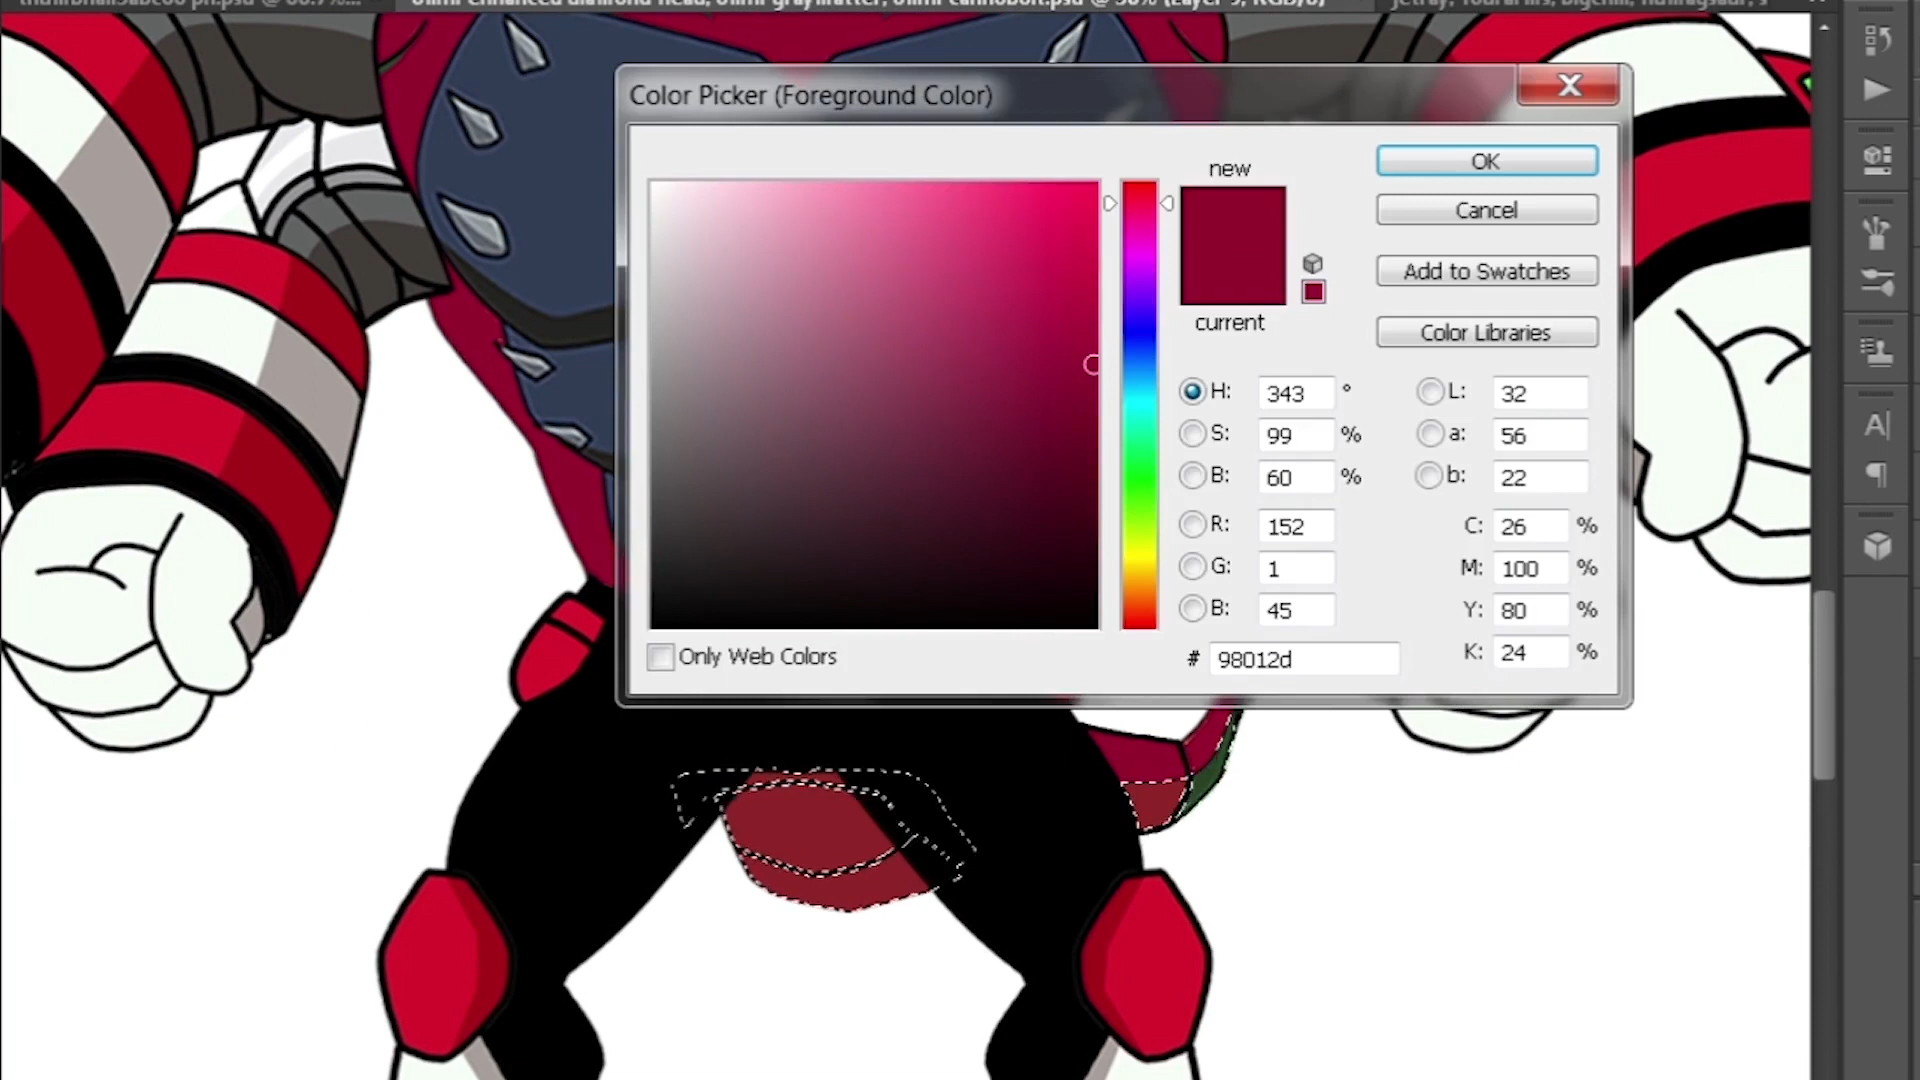 Color Picker (Foreground Color)
new
current
OK
Cancel
Add to Swatches
Color Libraries
H: 343 °
S: 99 %
B: 60 %
R: 152
G: 1
B: 45
# 98012d
L: 32
a: 56
b: 22
C: 26 %
M: 100 %
Y: 80 %
K: 24 %
Only Web Colors